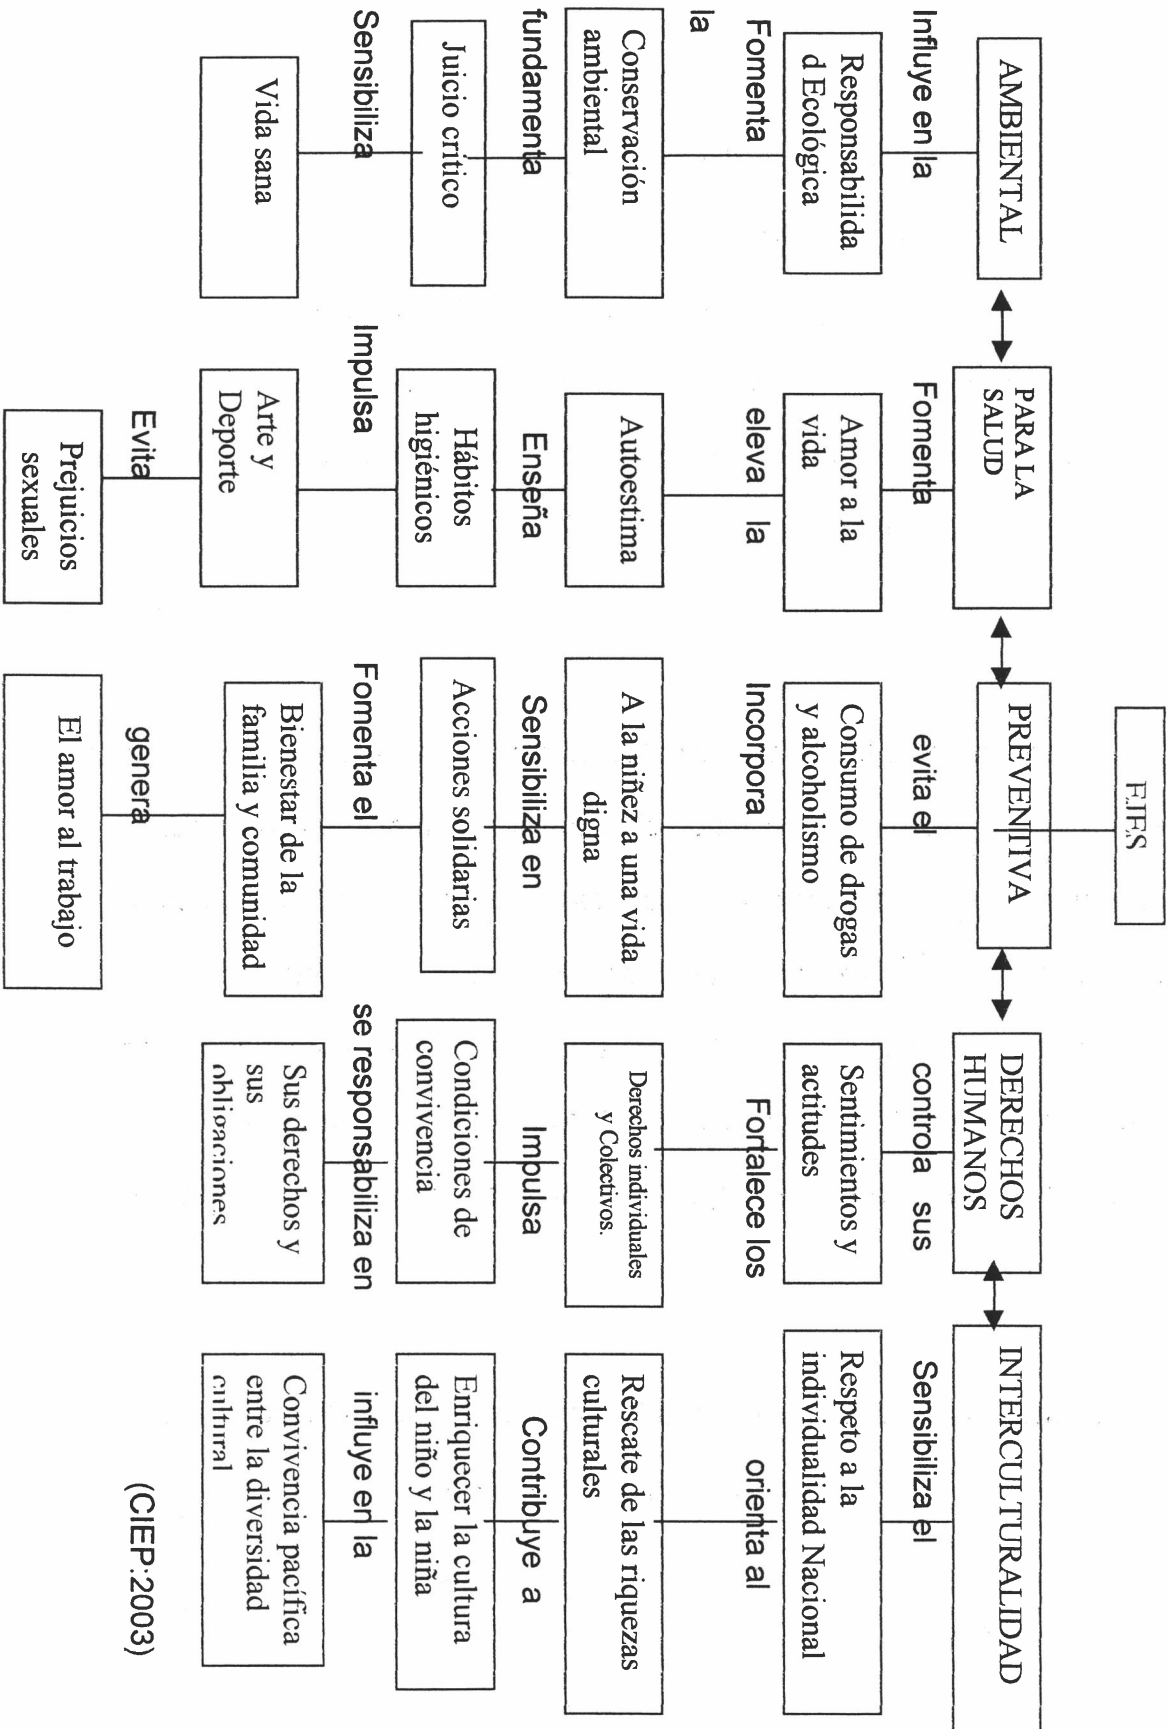 EJES
AMBIENTAL
PARA LA
SALUD
PREVENTIVA
DERECHOS
HUMANOS
INTERCULTURALIDAD
Influye en la
Fomenta
evita el
controla sus
Sensibiliza el
Responsabilida
d Ecológica
Amor a la
vida
Consumo de drogas
y alcoholismo
Sentimientos y
actitudes
Respeto a la
individualidad Nacional
Fomenta
la
eleva la
Incorpora
Fortalece los
orienta al
Conservación
ambiental
Autoestima
A la niñez a una vida
digna
Derechos individuales
y Colectivos.
Rescate de las riquezas
culturales
fundamenta
Enseña
Sensibiliza en
Impulsa
Contribuye a
Juicio critico
Hábitos
higiénicos
Acciones solidarias
Condiciones de
convivencia
Enriquecer la cultura
del niño y la niña
Sensibiliza
Impulsa
Fomenta el
se responsabiliza en
influye en la
Vida sana
Arte y
Deporte
Bienestar de la
familia y comunidad
Sus derechos y
sus
obligaciones
Convivencia pacífica
entre la diversidad
cultural
Evita
genera
Prejuicios
sexuales
El amor al trabajo
(CIEP:2003)